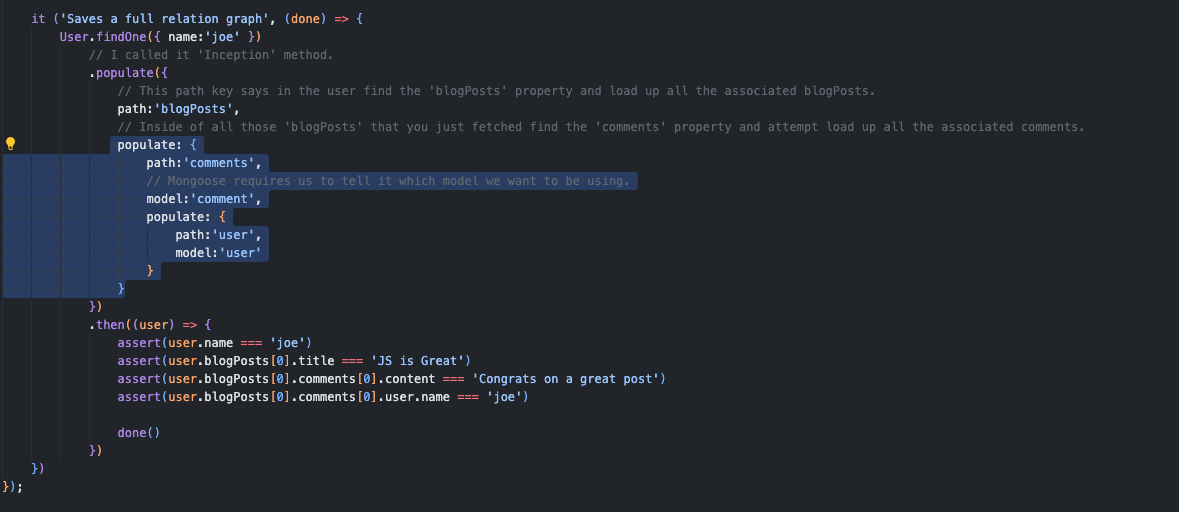 it ('Saves a full relation graph', (done) => {
User.findOne({ name:'joe' })
// I called it 'Inception' method.
.populate({
// This path key says in the user find the 'blogPosts' property and load up all the associated blogPosts.
path:'blogPosts',
// Inside of all those 'blogPosts' that you just fetched find the 'comments' property and attempt load up all the associated comments.
populate: {
path:'comments',
// Mongoose requires us to tell it which model we want to be using.
model:'comment',
populate: {
path:'user',
model:'user'
}
}
})
.then((user) => {
assert(user.name === 'joe')
assert(user.blogPosts[0].title === 'JS is Great')
assert(user.blogPosts[0].comments[0].content === 'Congrats on a great post')
assert(user.blogPosts[0].comments[0].user.name === 'joe')
done()
})
})
});